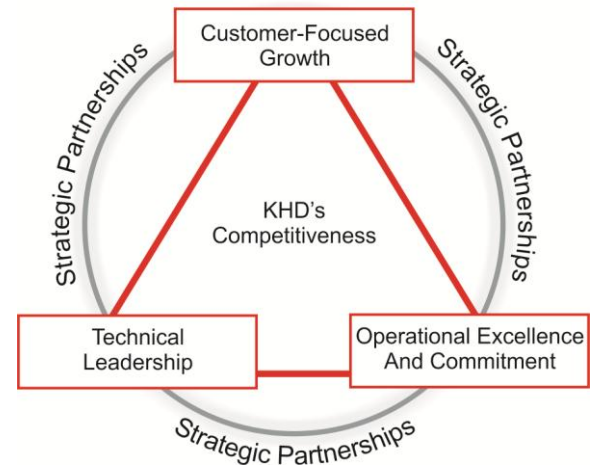 Customer-Focused
Growth
Strategic Partnerships
Strategic Partnerships
KHD's
Competitiveness
Technical
Leadership
Operational Excellence
And Commitment
Strategic Partnerships